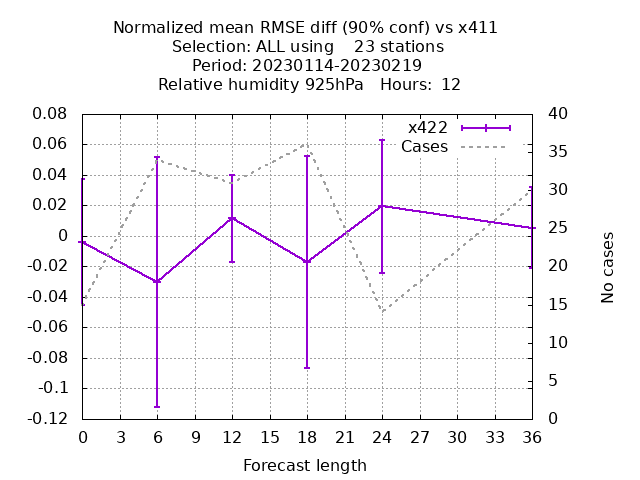 Normalized mean RMSE diff (90% conf) vs x411
Selection: ALL using    23 stations
Period: 20230114-20230219
Relative humidity 925hPa   Hours:  12
x422
Cases
0.08
0.06
0.04
0.02
0
-0.02
-0.04
-0.06
-0.08
-0.1
-0.12
40
35
30
25
20
15
10
5
0
No cases
0 3 6 9 12 15 18 21 24 27 30 33 36
Forecast length